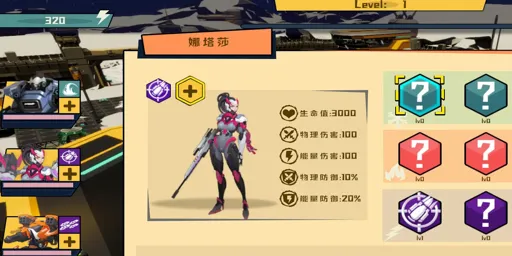 320
Level: 1
娜塔莎
生命值:3000
物理伤害:100
能量伤害:100
物理防御:10%
能量防御:20%
?
?
lv0
lv0
?
?
lv0
lv0
?
lv1
lv0